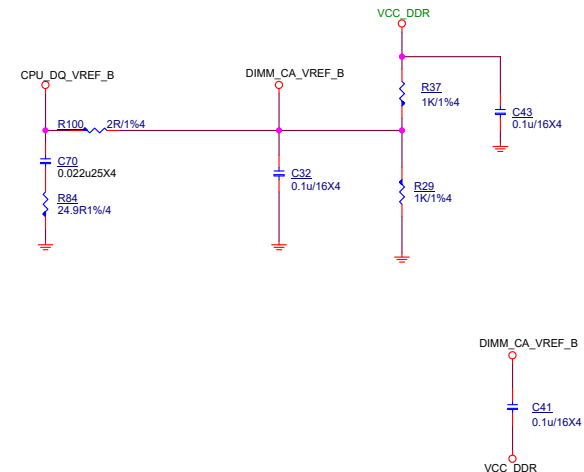 VCC_DDR
CPU_DQ_VREF_B
DIMM_CA_VREF_B
R37
1K/1%4
C43
0.1u/16X4
R100
2R/1%4
C70
0.022u25X4
C32
0.1u/16X4
R84
24.9R1%/4
R29
1K/1%4
DIMM_CA_VREF_B
C41
0.1u/16X4
VCC_DDR